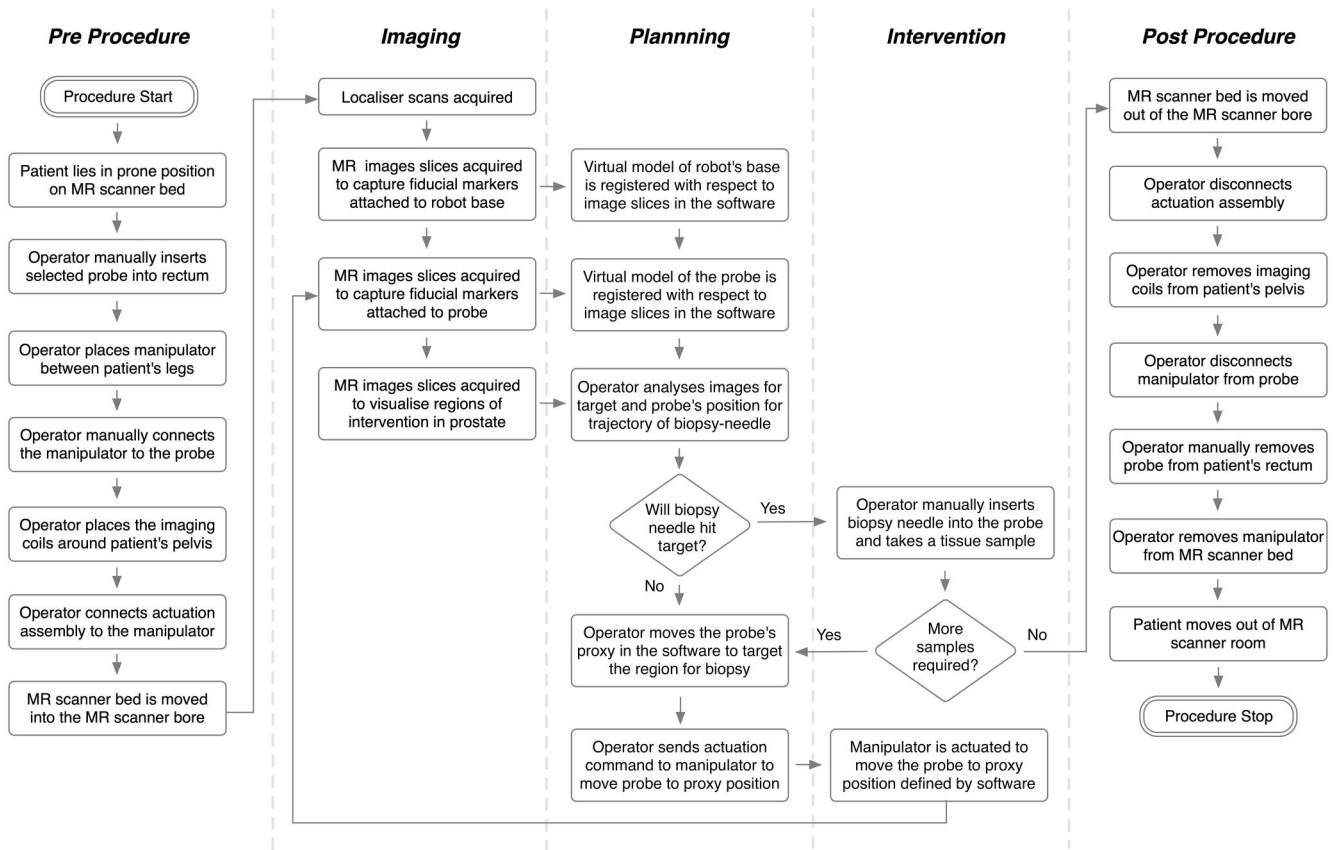 Pre Procedure
Procedure Start
Patient lies in prone position
on MR scanner bed
Operator manually inserts
selected probe into rectum
Operator places manipulator
between patient's legs
Operator manually connects
the manipulator to the probe
Operator places the imaging
coils around patient's pelvis
Operator connects actuation
assembly to the manipulator
MR scanner bed is moved
into the MR scanner bore
Imaging
Localiser scans acquired
MR images slices acquired
to capture fiducial markers
attached to robot base
MR images slices acquired
to capture fiducial markers
attached to probe
MR images slices acquired
to visualise regions of
intervention in prostate
Plannning
Virtual model of robot's base
is registered with respect to
image slices in the software
Virtual model of the probe is
registered with respect to
image slices in the software
Operator analyses images for
target and probe's position for
trajectory of biopsy-needle
Will biopsy
needle hit
target?
Yes
No
Operator moves the probe's
proxy in the software to target
the region for biopsy
Operator sends actuation
command to manipulator to
move probe to proxy position
Intervention
Operator manually inserts
biopsy needle into the probe
and takes a tissue sample
More
samples
required?
Yes
No
Manipulator is actuated to
move the probe to proxy
position defined by software
Post Procedure
MR scanner bed is moved
out of the MR scanner bore
Operator disconnects
actuation assembly
Operator removes imaging
coils from patient's pelvis
Operator disconnects
manipulator from probe
Operator manually removes
probe from patient's rectum
Operator removes manipulator
from MR scanner bed
Patient moves out of MR
scanner room
Procedure Stop